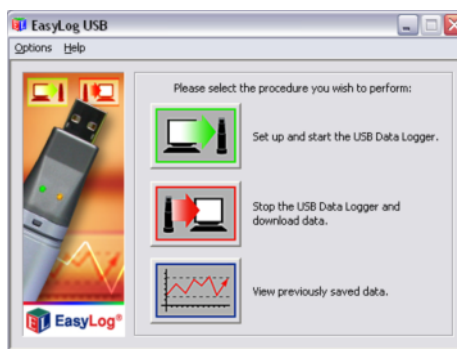 EasyLog USB
Options Help
Please select the procedure you wish to perform:
Set up and start the USB Data Logger.
Stop the USB Data Logger and
download data.
View previously saved data.
EL EasyLog®